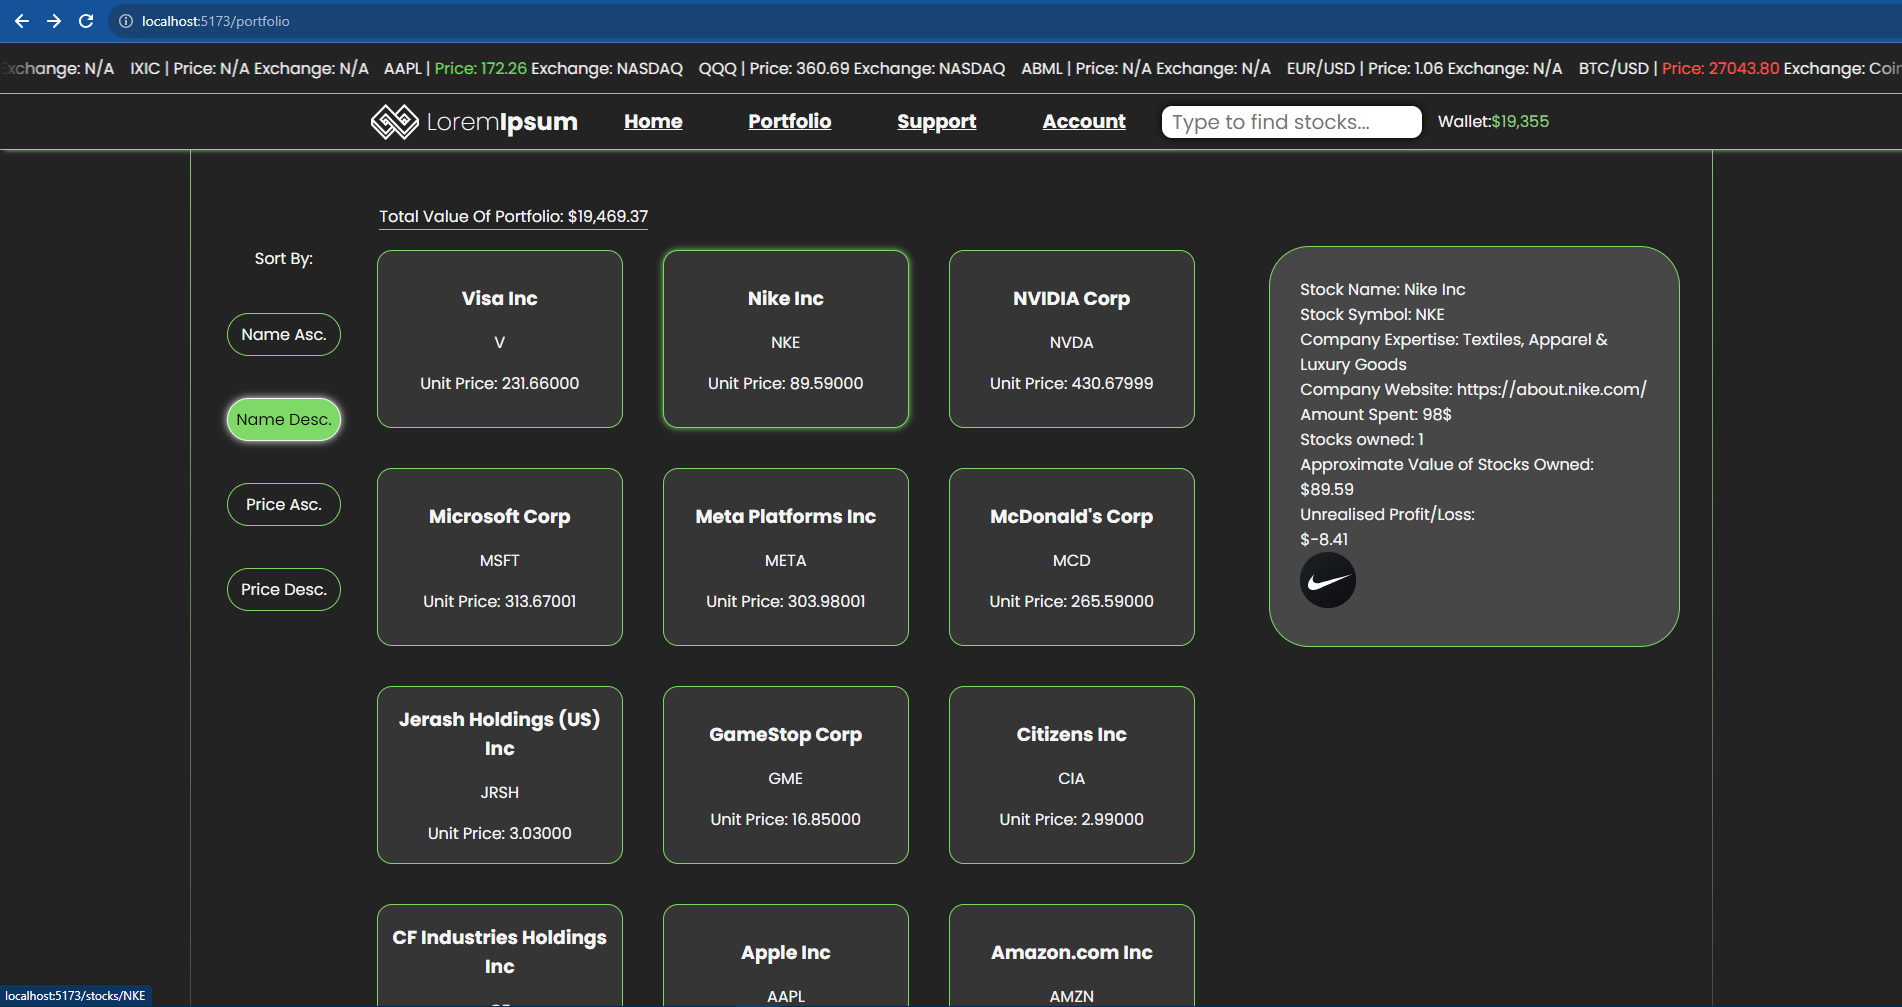 localhost:5173/portfolio
Exchange: N/A IXIC | Price: N/A Exchange: N/A AAPL | Price: 172.26 Exchange: NASDAQ QQQ | Price: 360.69 Exchange: NASDAQ ABML | Price: N/A Exchange: N/A EUR/USD | Price: 1.06 Exchange: N/A BTC/USD | Price: 27043.80 Exchange: Coin
LoremIpsum Home Portfolio Support Account Type to find stocks... Wallet:$19,355
Total Value Of Portfolio: $19,469.37
Sort By:
Name Asc.
Name Desc.
Price Asc.
Price Desc.
Visa Inc
V
Unit Price: 231.66000
Nike Inc
NKE
Unit Price: 89.59000
NVIDIA Corp
NVDA
Unit Price: 430.67999
Microsoft Corp
MSFT
Unit Price: 313.67001
Meta Platforms Inc
META
Unit Price: 303.98001
McDonald's Corp
MCD
Unit Price: 265.59000
Jerash Holdings (US)
Inc
JRSH
Unit Price: 3.03000
GameStop Corp
GME
Unit Price: 16.85000
Citizens Inc
CIA
Unit Price: 2.99000
CF Industries Holdings
Inc
Apple Inc
AAPL
Amazon.com Inc
AMZN
Stock Name: Nike Inc
Stock Symbol: NKE
Company Expertise: Textiles, Apparel &
Luxury Goods
Company Website: https://about.nike.com/
Amount Spent: 98$
Stocks owned: 1
Approximate Value of Stocks Owned:
$89.59
Unrealised Profit/Loss:
$-8.41
localhost:5173/stocks/NKE